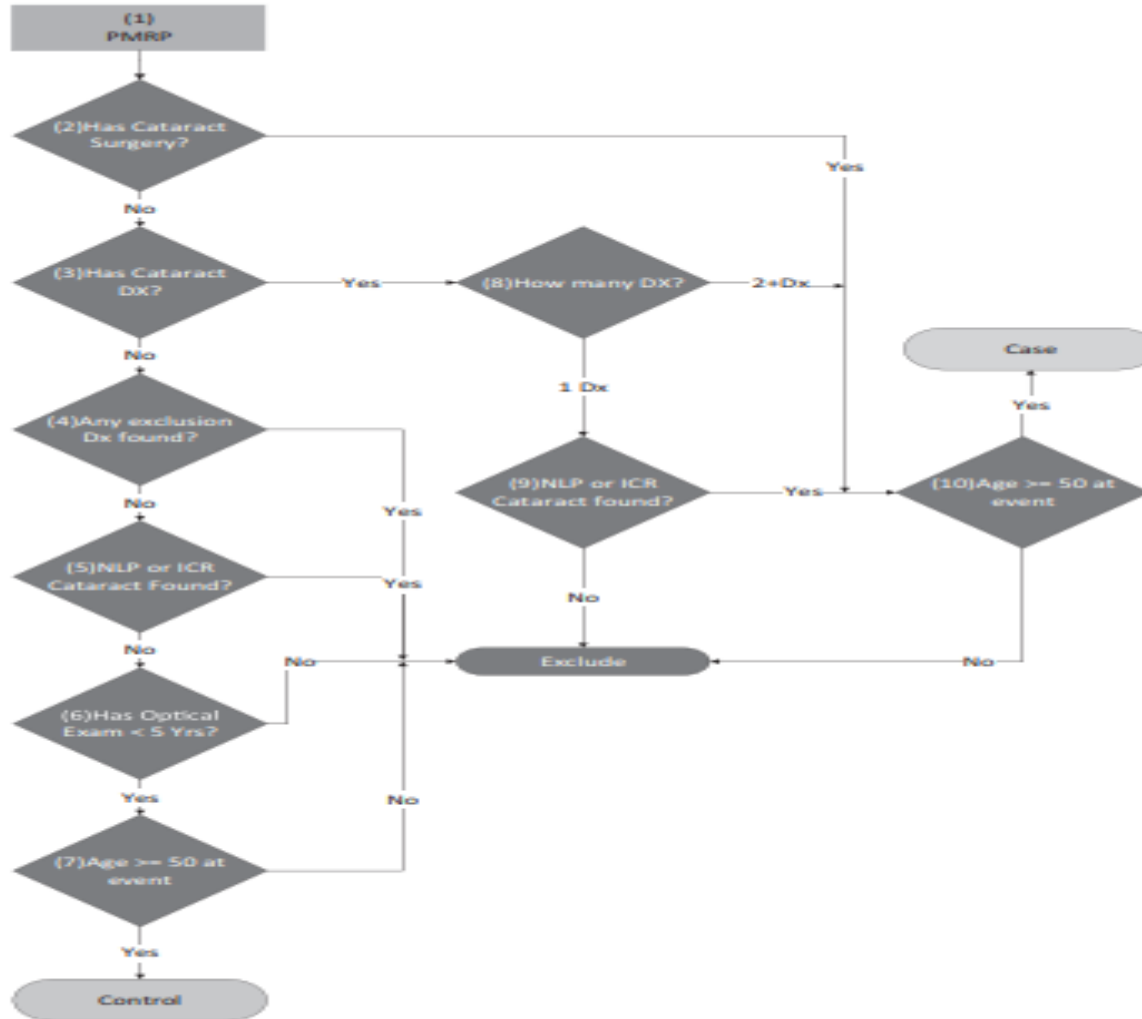 (1)
PMRP
(2)Has Cataract
Surgery?
Yes
No
(3)Has Cataract
DX?
Yes
(8)How many DX?
2+Dx
No
Case
1 Dx
Yes
(4)Any exclusion
Dx found?
(9)NLP or ICR
Cataract found?
Yes
(10)Age >= 50 at
event
No
Yes
(5)NLP or ICR
Cataract Found?
Yes
No
No
No
Exclude
No
(6)Has Optical
Exam < 5 Yrs?
Yes
No
(7)Age >= 50 at
event
Yes
Control